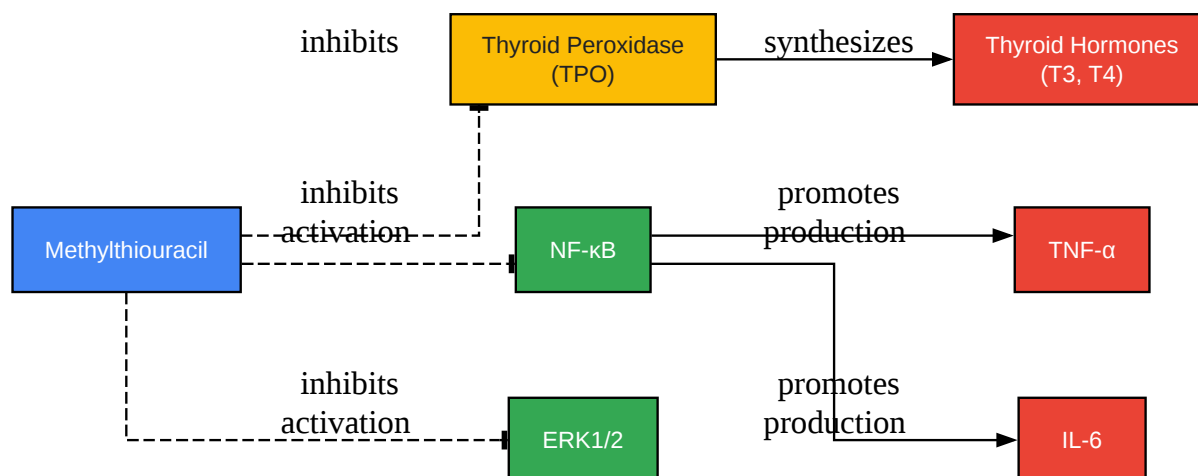 inhibits
Thyroid Peroxidase
(TPO)
synthesizes
Thyroid Hormones
(T3, T4)
Methylthiouracil
inhibits
activation
NF-κB
promotes
production
TNF-α
inhibits
activation
ERK1/2
promotes
production
IL-6